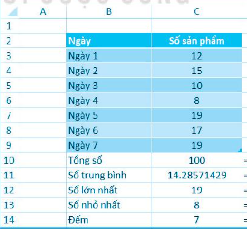 A B C
1
2 Ngày Số sản phẩm
3 Ngày 1 12
4 Ngày 2 15
5 Ngày 3 10
6 Ngày 4 8
7 Ngày 5 19
8 Ngày 6 17
9 Ngày 7 19
10 Tổng số 100 =
11 Số trung bình 14.28571429 =
12 Số lớn nhất 19 =
13 Số nhỏ nhất 8 =
14 Đếm 7 =